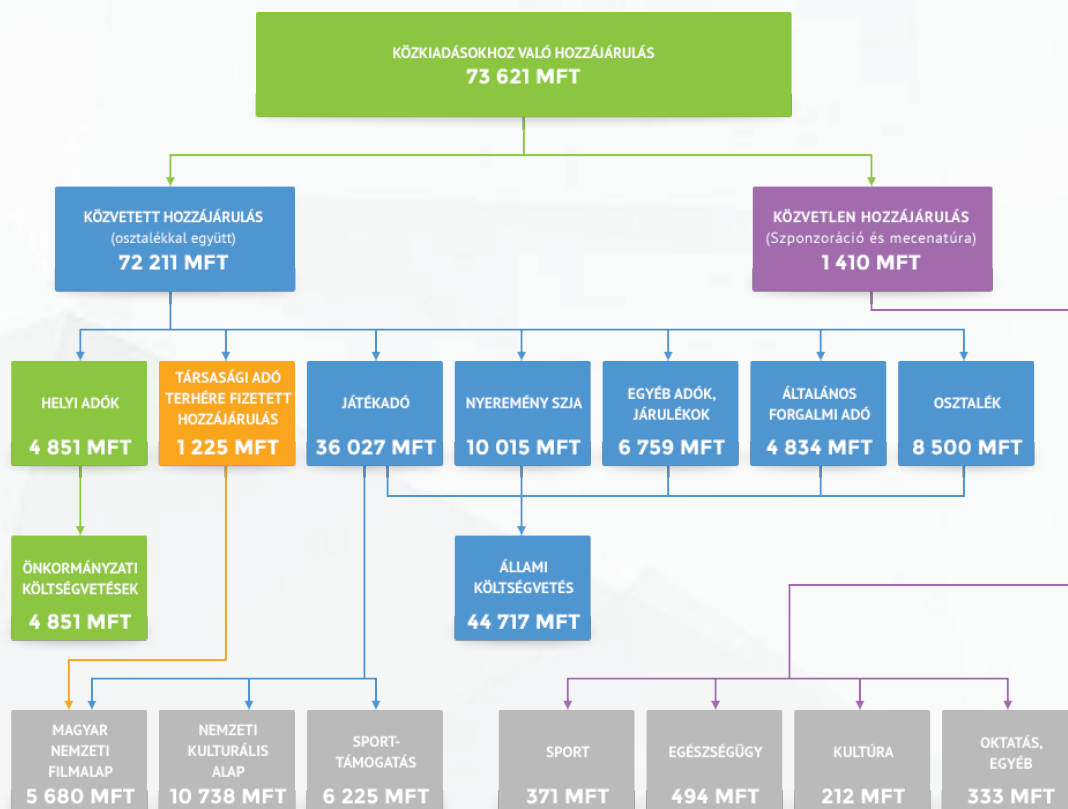 KÖZKIADÁSOKHOZ VALÓ HOZZÁJÁRULÁS
73 621 MFT
KÖZVETETT HOZZÁJÁRULÁS
(osztalékkal együtt)
72 211 MFT
KÖZVETLEN HOZZÁJÁRULÁS
(Szponzoráció és mecenatúra)
1 410 MFT
HELYI ADÓK
4 851 MFT
TÁRSASÁGI ADÓ
TERHÉRE FIZETETT
HOZZÁJÁRULÁS
1 225 MFT
JÁTÉKADÓ
36 027 MFT
NYEREMÉNY SZJA
10 015 MFT
EGYÉB ADÓK,
JÁRULÉKOK
6 759 MFT
ÁLTALÁNOS
FORGALMI ADÓ
4 834 MFT
OSZTALÉK
8 500 MFT
ÖNKORMÁNYZATI
KÖLTSÉGVETÉSEK
4 851 MFT
ÁLLAMI
KÖLTSÉGVETÉS
44 717 MFT
MAGYAR
NEMZETI
FILMALAP
5 680 MFT
NEMZETI
KULTURÁLIS
ALAP
10 738 MFT
SPORT-
TÁMOGATÁS
6 225 MFT
SPORT
371 MFT
EGÉSZSÉGÜGY
494 MFT
KULTÚRA
212 MFT
OKTATÁS,
EGYÉB
333 MFT